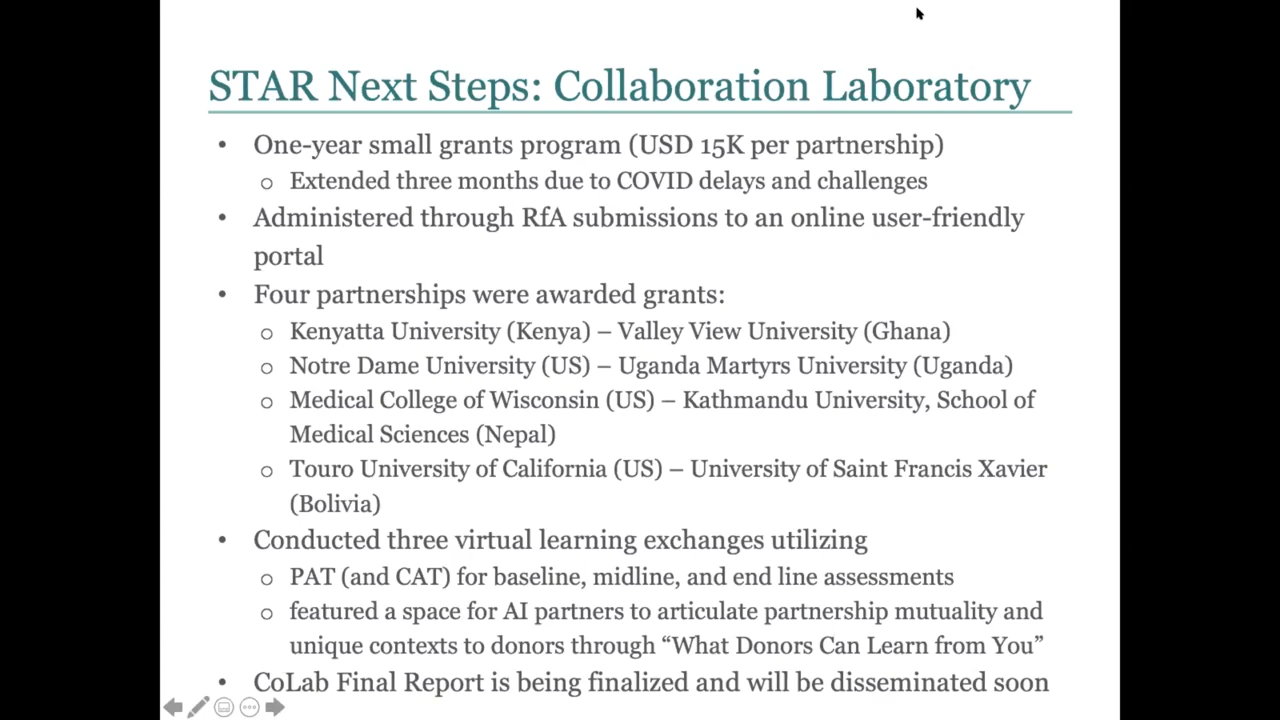 STAR Next Steps: Collaboration Laboratory
• One-year small grants program (USD 15K per partnership)
o Extended three months due to COVID delays and challenges
• Administered through RfA submissions to an online user-friendly
portal
• Four partnerships were awarded grants:
o Kenyatta University (Kenya) – Valley View University (Ghana)
o Notre Dame University (US) – Uganda Martyrs University (Uganda)
o Medical College of Wisconsin (US) – Kathmandu University, School of
Medical Sciences (Nepal)
o Touro University of California (US) – University of Saint Francis Xavier
(Bolivia)
• Conducted three virtual learning exchanges utilizing
o PAT (and CAT) for baseline, midline, and end line assessments
o featured a space for AI partners to articulate partnership mutuality and
unique contexts to donors through “What Donors Can Learn from You”
• CoLab Final Report is being finalized and will be disseminated soon